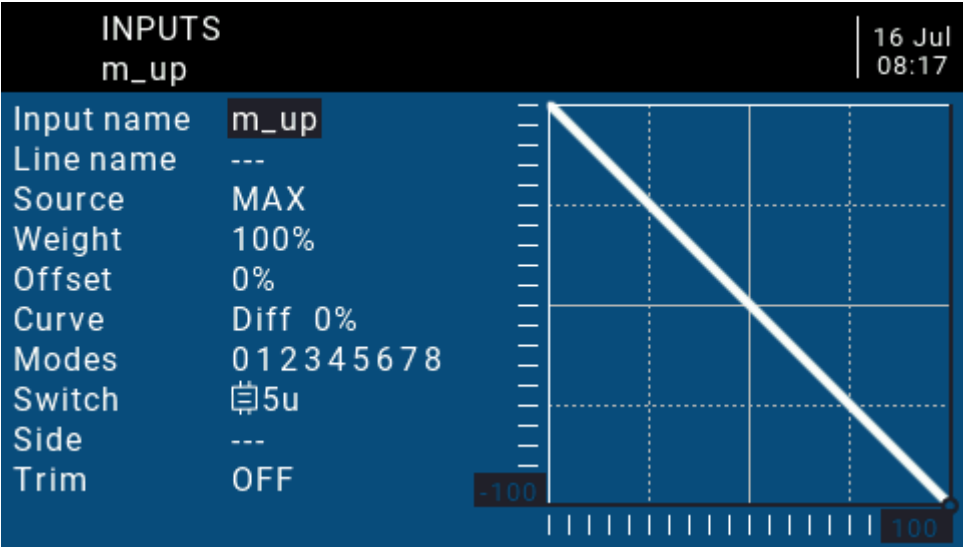 INPUTS
m_up
16 Jul
08:17
Input name m_up
Line name ---
Source MAX
Weight 100%
Offset 0%
Curve Diff 0%
Modes 012345678
Switch 5u
Side ---
Trim OFF
-100
100